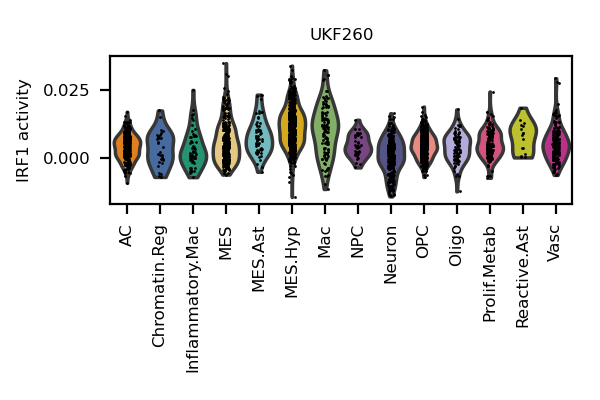 UKF260
IRF1 activity
0.025
0.000
AC
Chromatin.Reg
Inflammatory.Mac
MES
MES.Ast
MES.Hyp
Mac
NPC
Neuron
OPC
Oligo
Prolif.Metab
Reactive.Ast
Vasc